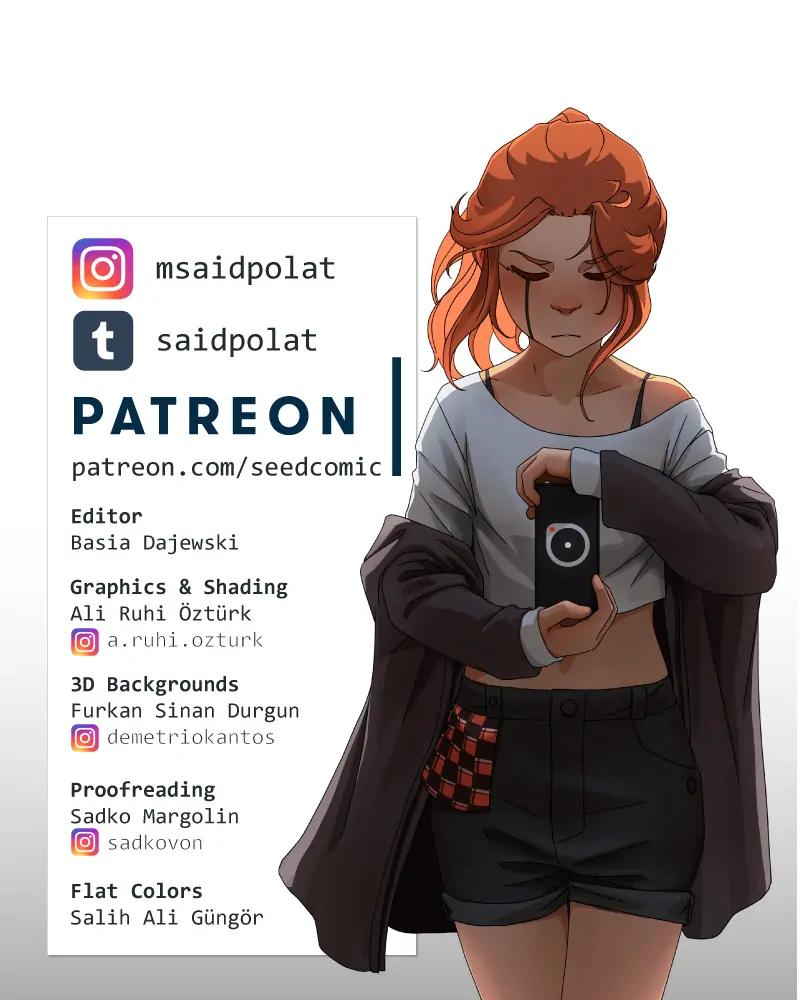 msaidpolat
saidpolat
PATREON
patreon.com/seedcomic
Editor
Basia Dajewski
Graphics & Shading
Ali Ruhi Öztürk
a.ruhi.ozturk
3D Backgrounds
Furkan Sinan Durgun
demetriokantos
Proofreading
Sadko Margolin
sadkovon
Flat Colors
Salih Ali Güngör